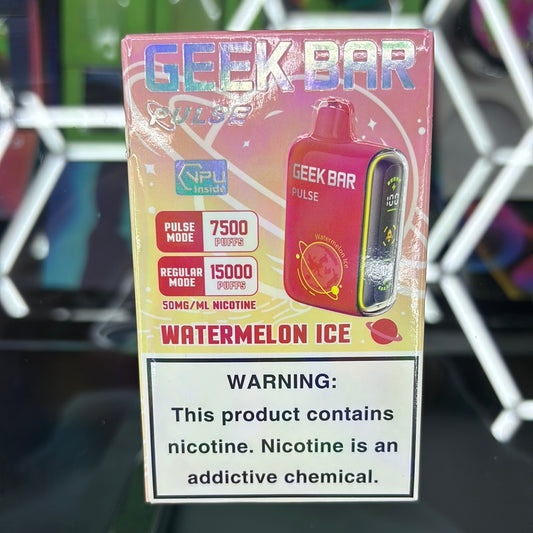 GEEK BAR
PULSE
VPU
Inside
PULSE MODE
7500 PUFFS
REGULAR MODE
15000 PUFFS
50MG/ML NICOTINE
GEEK BAR
PULSE
100
Watermelon Ice
WATERMELON ICE
WARNING:
This product contains
nicotine. Nicotine is an
addictive chemical.